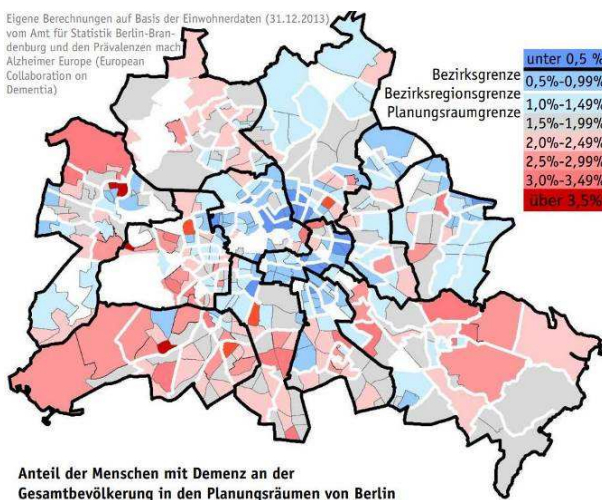 Eigene Berechnungen auf Basis der Einwohnerdaten (31.12.2013)
vom Amt für Statistik Berlin-Bran-
denburg und den Prävalenzen mach
Alzheimer Europe (European
Collaboration on
Dementia)
Bezirksgrenze
Bezirksregionsgrenze
Planungsraumgrenze
unter 0,5 %
0,5%-0,99%
1,0%-1,49%
1,5%-1,99%
2,0%-2,49%
2,5%-2,99%
3,0%-3,49%
über 3,5%
Anteil der Menschen mit Demenz an der
Gesamtbevölkerung in den Planungsräumen von Berlin